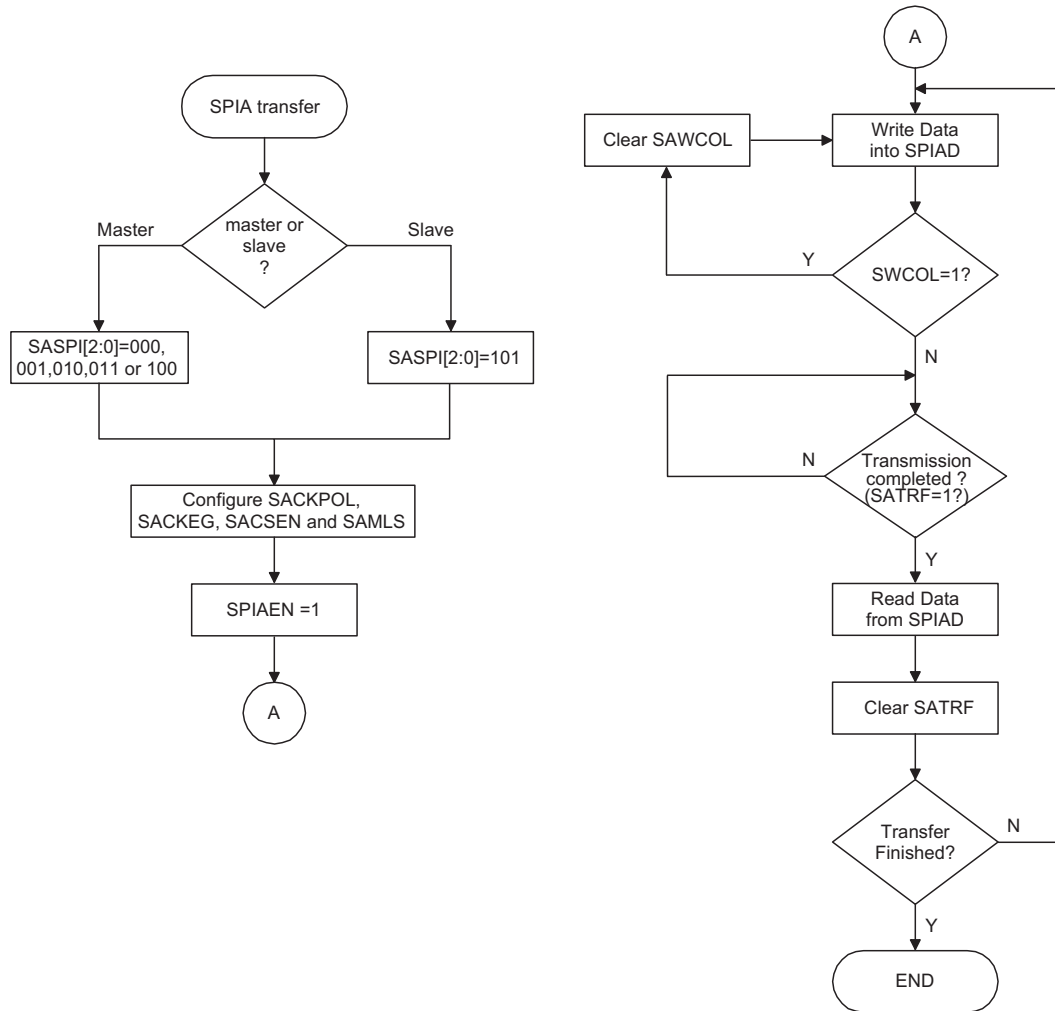 SPIA transfer
master or
slave
?
Master
Slave
SASPI[2:0]=000,
001,010,011 or 100
SASPI[2:0]=101
Configure SACKPOL,
SACKEG, SACSEN and SAMLS
SPIAEN =1
A
A
Clear SAWCOL
Write Data
into SPIAD
Y
SWCOL=1?
N
N
Transmission
completed ?
(SATRF=1?)
Y
Read Data
from SPIAD
Clear SATRF
Transfer
Finished?
N
Y
END